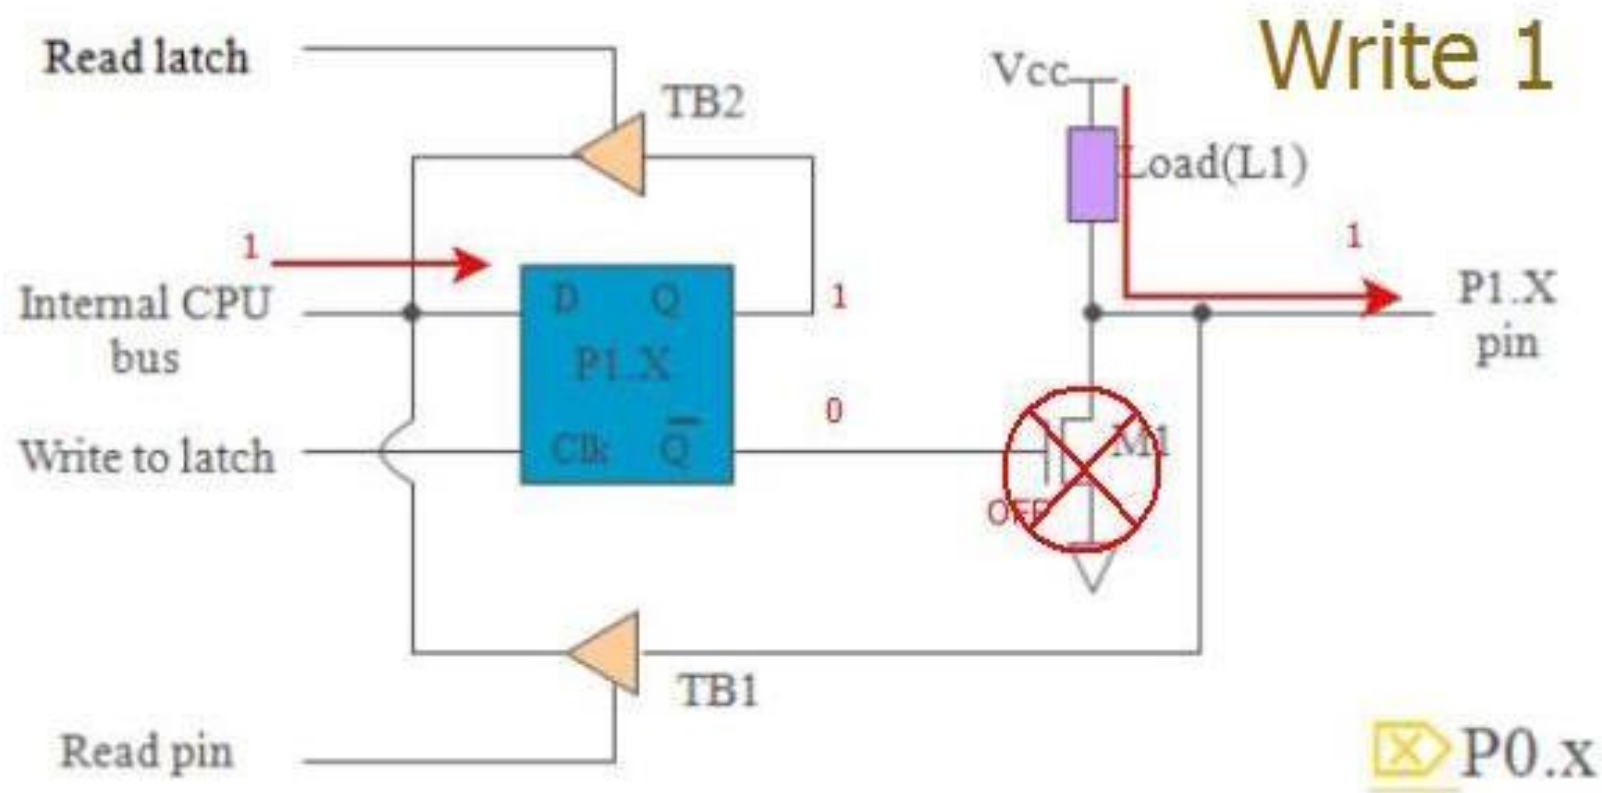 Write 1
Read latch
TB2
Vcc
Load(L1)
1
1
Internal CPU
bus
D Q
1
P1.X
pin
P1.X
0
Write to latch
Clk Q
M1
OFF
TB1
Read pin
P0.x